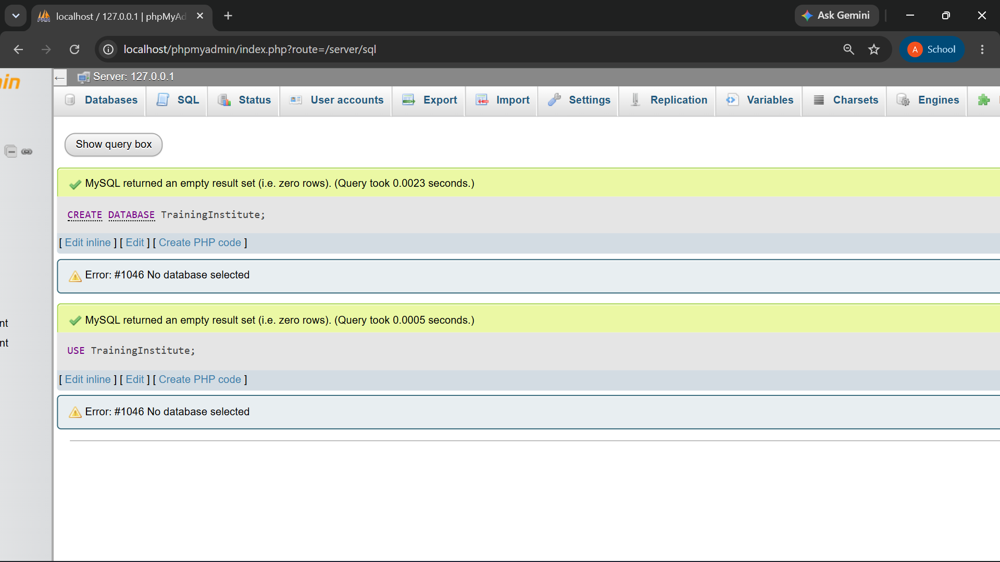 localhost / 127.0.0.1 | phpMyAd
Ask Gemini
localhost/phpmyadmin/index.php?route=/server/sql
A School
in
Server: 127.0.0.1
Databases SQL Status User accounts Export Import Settings Replication Variables Charsets Engines
Show query box
MySQL returned an empty result set (i.e. zero rows). (Query took 0.0023 seconds.)
CREATE DATABASE TrainingInstitute;
[ Edit inline ] [ Edit ] [ Create PHP code ]
Error: #1046 No database selected
MySQL returned an empty result set (i.e. zero rows). (Query took 0.0005 seconds.)
nt
nt
USE TrainingInstitute;
[ Edit inline ] [ Edit ] [ Create PHP code ]
Error: #1046 No database selected